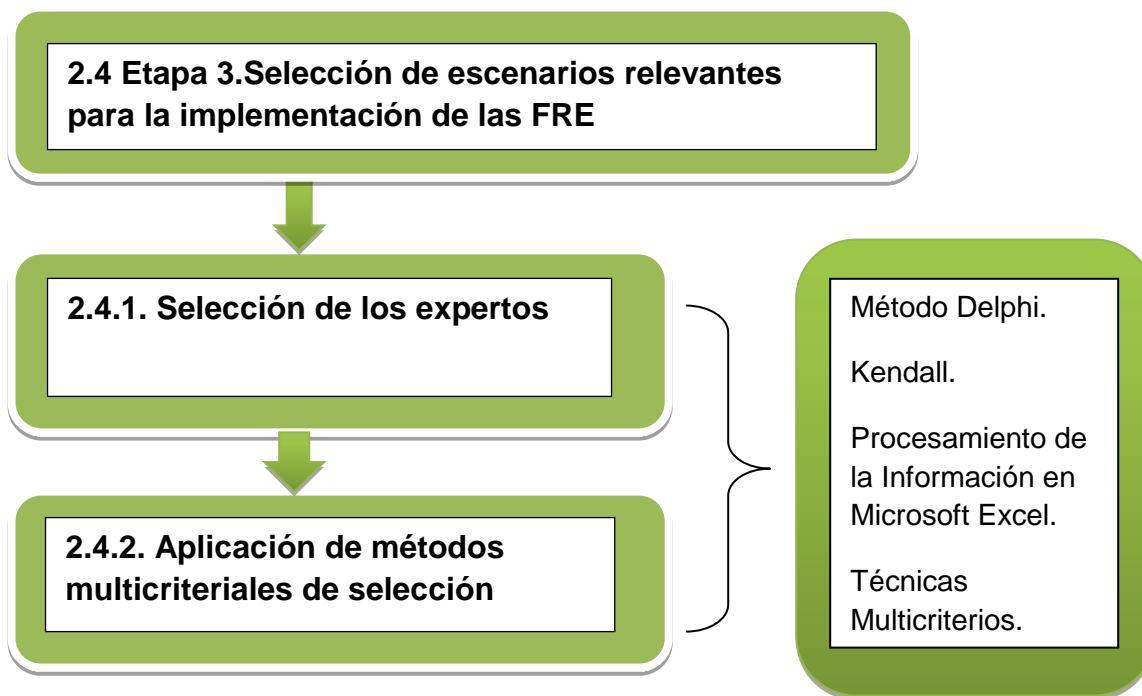 2.4 Etapa 3.Selección de escenarios relevantes
para la implementación de las FRE
2.4.1. Selección de los expertos
2.4.2. Aplicación de métodos
multicriteriales de selección
Método Delphi.
Kendall.
Procesamiento de
la Información en
Microsoft Excel.
Técnicas
Multicriterios.